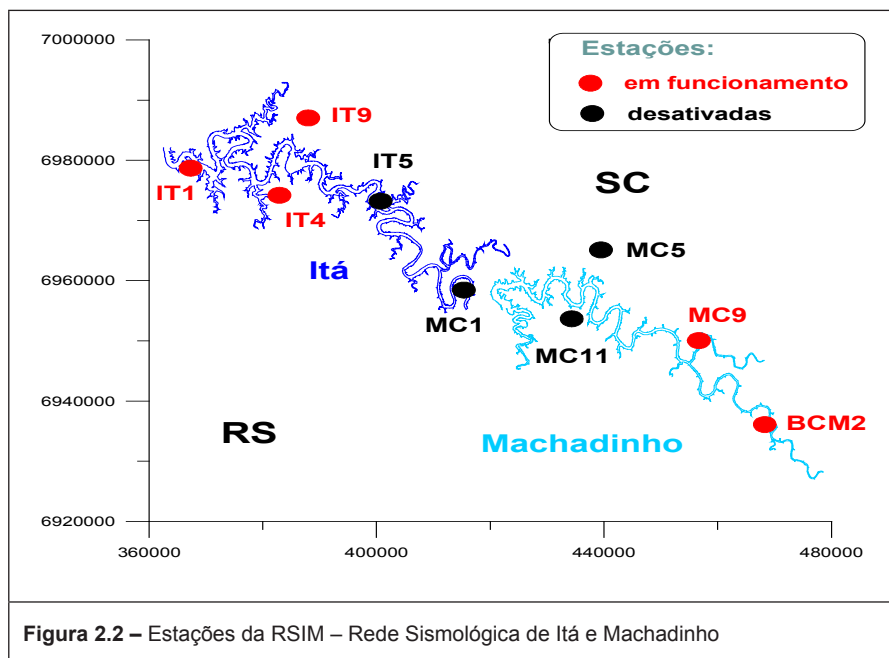 7000000
Estações:
em funcionamento
desativadas
IT9
IT5
6980000
SC
IT1
IT4
MC5
Itá
6960000
MC9
MC1
MC11
6940000
BCM2
RS
Machadinho
6920000
360000
400000
440000
480000
Figura 2.2 – Estações da RSIM – Rede Sismológica de Itá e Machadinho